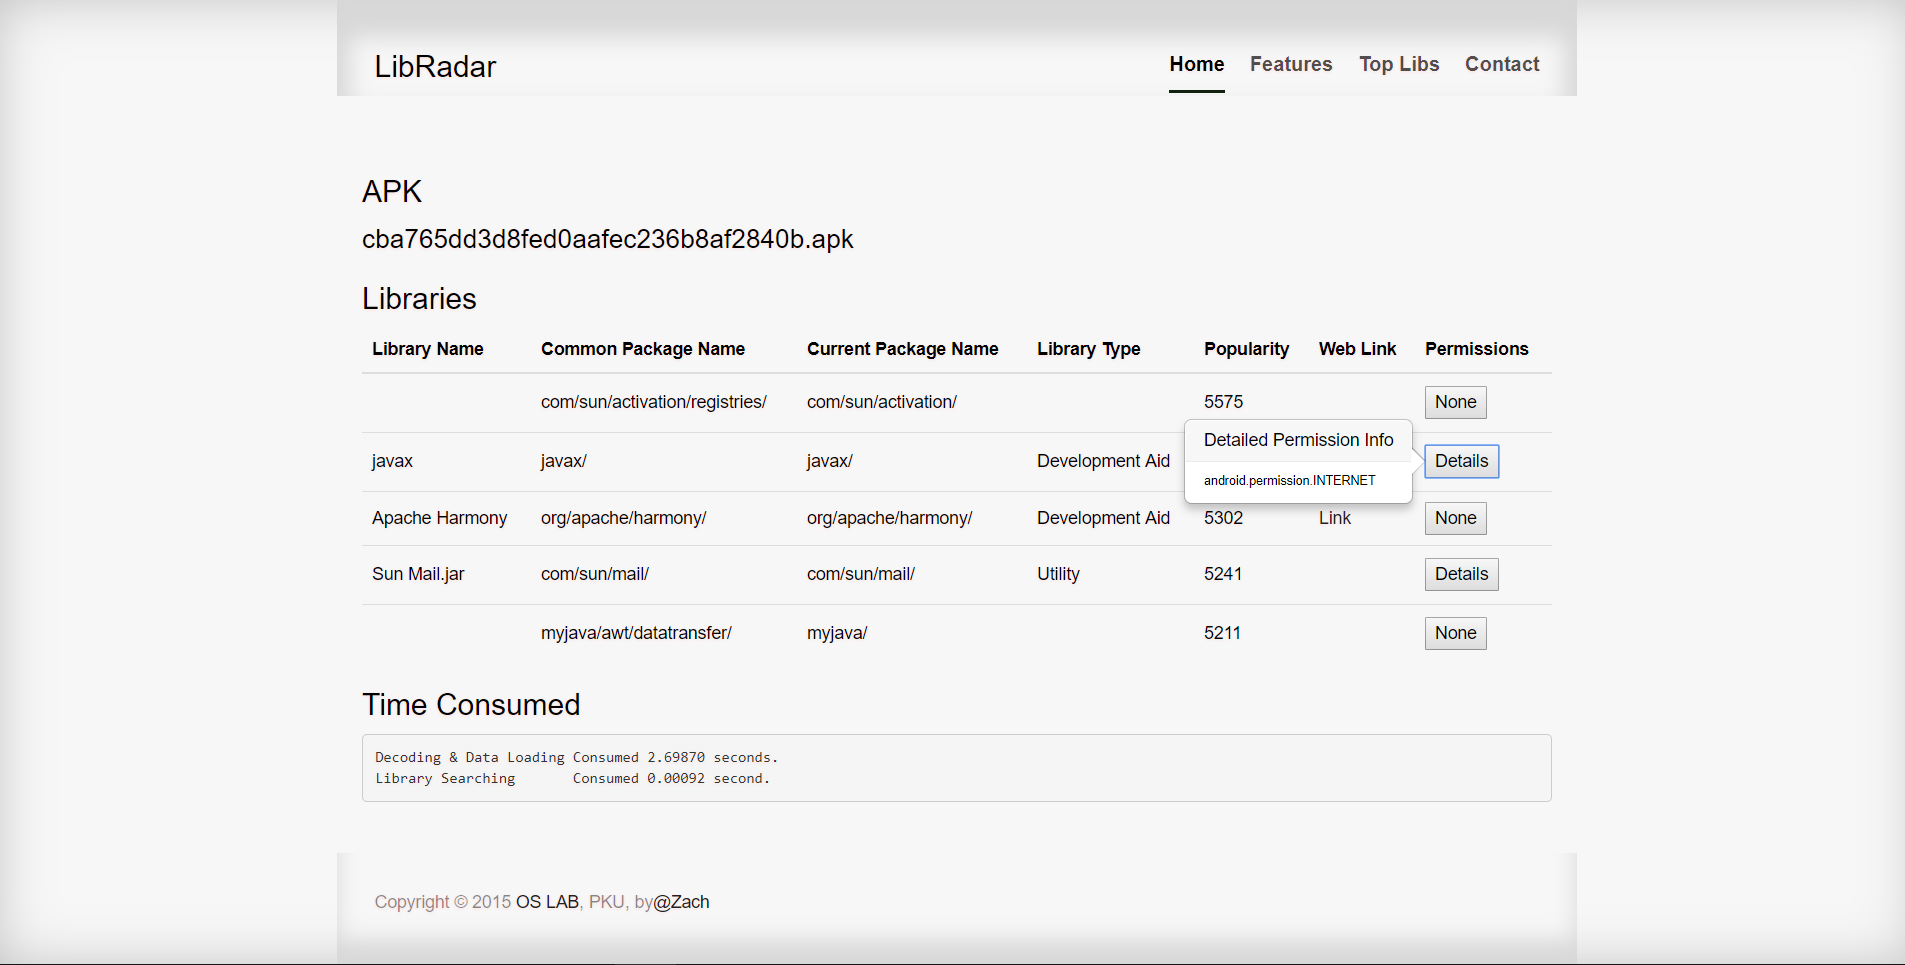 LibRadar
Home Features Top Libs Contact
APK
cba765dd3d8fed0aafec236b8af2840b.apk
Libraries
Library Name Common Package Name Current Package Name Library Type Popularity Web Link Permissions
com/sun/activation/registries/ com/sun/activation/ 5575 None
Detailed Permission Info
javax javax/ javax/ Development Aid Details
android.permission.INTERNET
Apache Harmony org/apache/harmony/ org/apache/harmony/ Development Aid 5302 Link None
Sun Mail.jar com/sun/mail/ com/sun/mail/ Utility 5241 Details
myjava/awt/datatransfer/ myjava/ 5211 None
Time Consumed
Decoding & Data Loading Consumed 2.69870 seconds.
Library Searching Consumed 0.00092 second.
Copyright © 2015 OS LAB, PKU, by@Zach